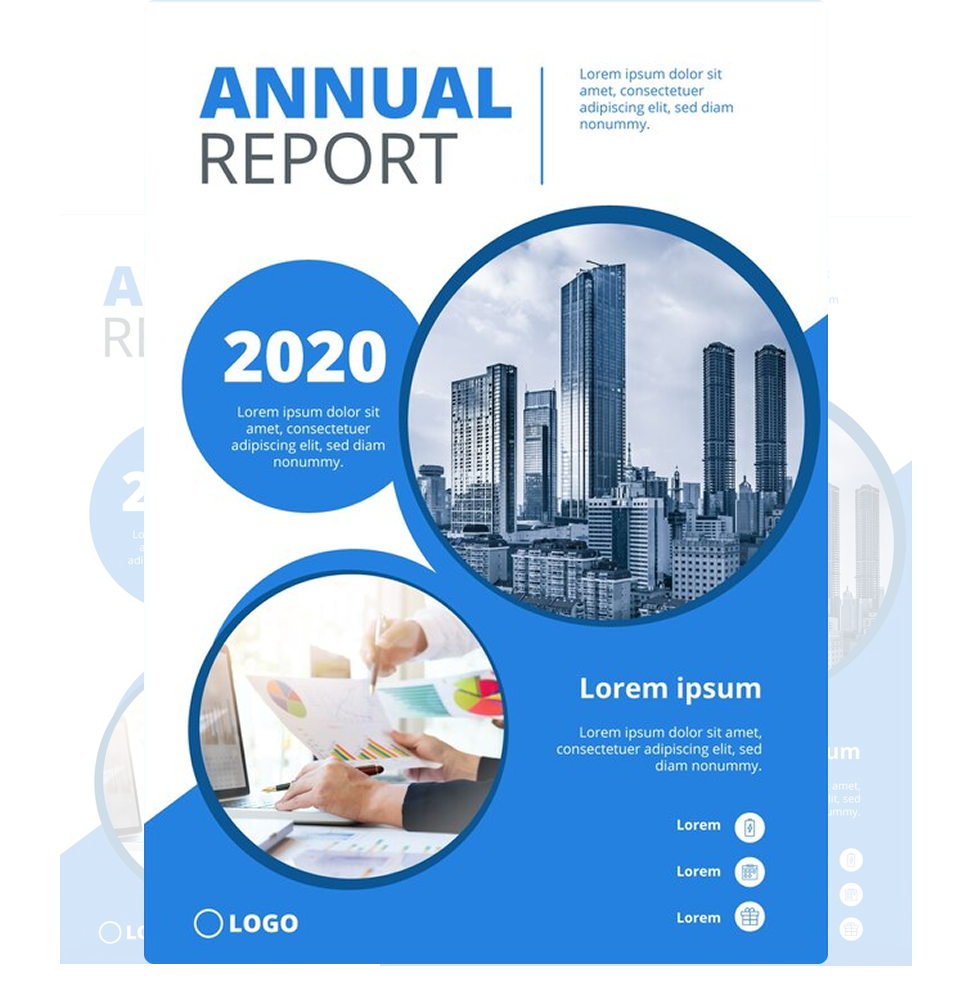 ANNUAL
REPORT
Lorem ipsum dolor sit
amet, consectetuer
adipiscing elit, sed diam
nonummy.
2020
Lorem ipsum dolor sit
amet, consectetuer
adipiscing elit, sed diam
nonummy.
Lorem ipsum
Lorem ipsum dolor sit amet,
consectetuer adipiscing elit, sed
diam nonummy.
Lorem
Lorem
Lorem
LOGO